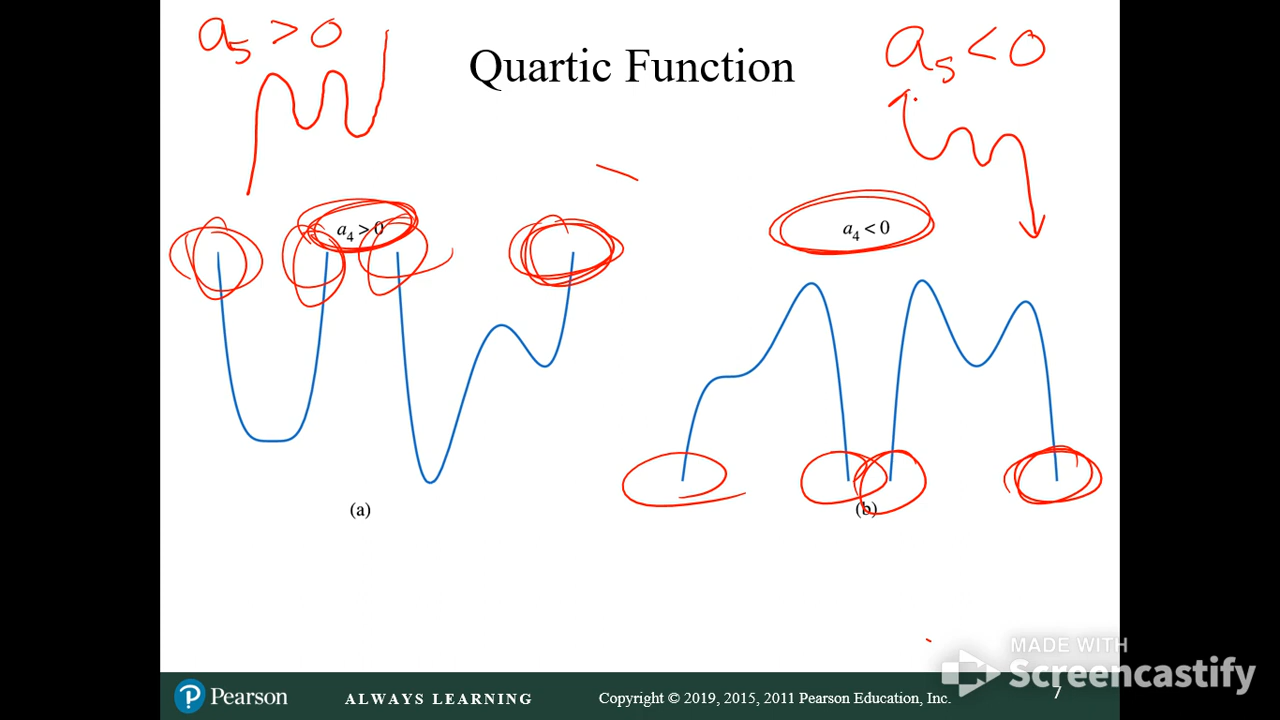 a₅ > 0
Quartic Function
a₅ < 0
a₄ > 0
a₄ < 0
(a)
(b)
MADE WITH
Screencastify
Pearson
ALWAYS LEARNING
Copyright © 2019, 2015, 2011 Pearson Education, Inc.
7